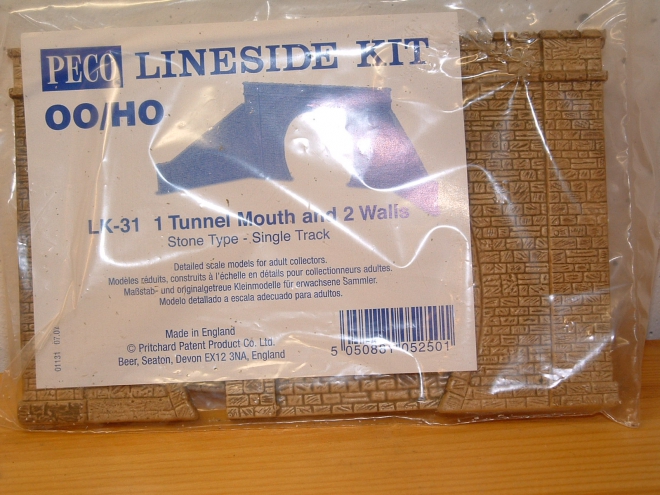 PECO LINESIDE KIT
OO/HO
LK-31 1 Tunnel Mouth and 2 Walls
Stone Type - Single Track
Detailed scale models for adult collectors.
Modèles réduits, construits à l'échelle en détails pour collectionneurs adultes.
Maßstab- und originalgetreue Kleinmodelle für erwachsene Sammler.
Modelo detallado a escala adecuado para adultos.
Made in England
© Pritchard Patent Product Co. Ltd.
Beer, Seaton, Devon EX12 3NA, England
5 050851 052501